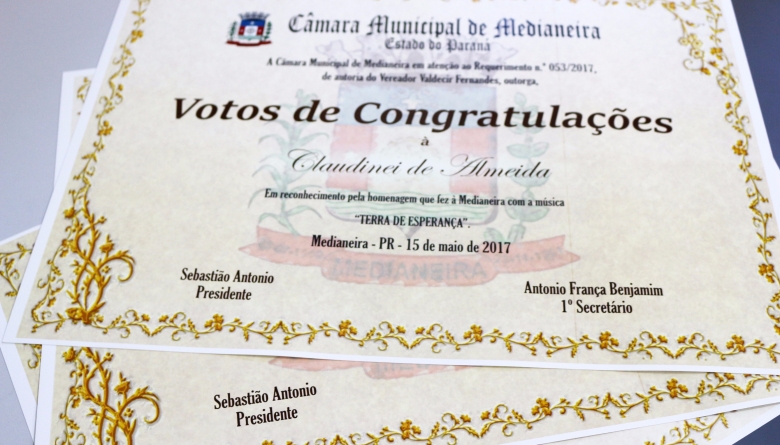 Câmara Municipal de Medianeira
Estado do Paraná
A Câmara Municipal de Medianeira em atenção ao Requerimento n.º 053/2017,
de autoria do Vereador Valdecir Fernandes, outorga,
Votos de Congratulações
à
Claudinei de Almeida
Em reconhecimento pela homenagem que fez à Medianeira com a música
“TERRA DE ESPERANÇA”.
Medianeira - PR - 15 de maio de 2017
MEDIANEIRA
Sebastião Antonio
Presidente
Antonio França Benjamim
1º Secretário
Sebastião Antonio
Presidente